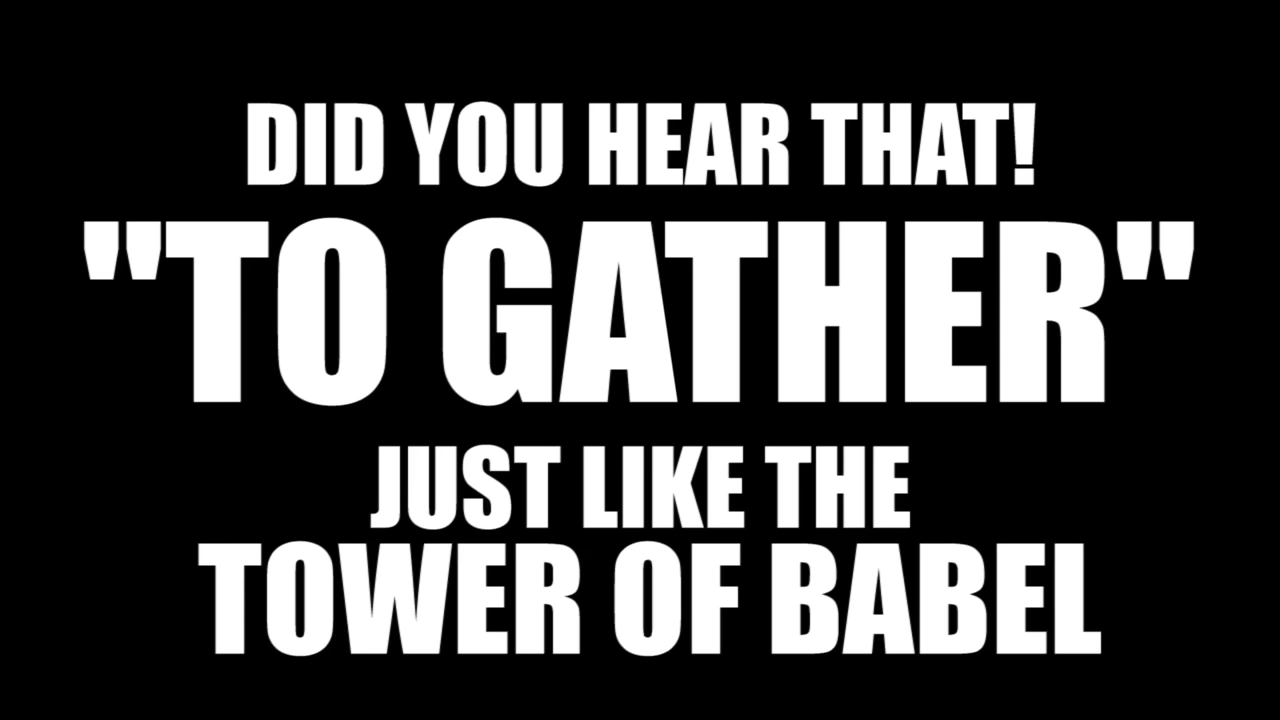 DID YOU HEAR THAT!
"TO GATHER"
JUST LIKE THE
TOWER OF BABEL